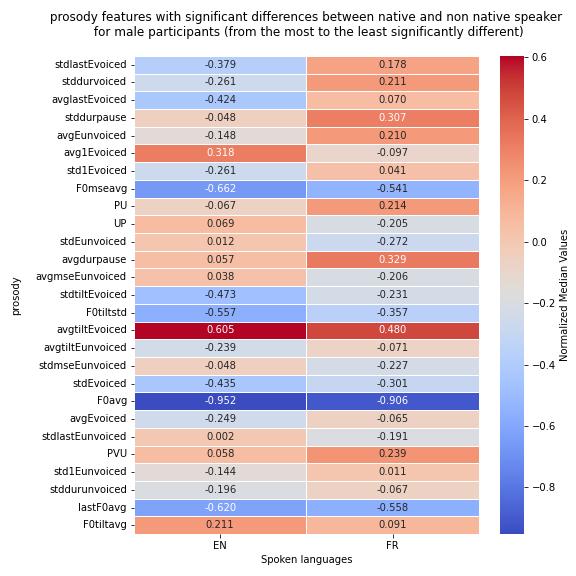 prosody features with significant differences between native and non native speaker
for male participants (from the most to the least significantly different)
stdlastEvoiced -0.379 0.178
stddurvoiced -0.261 0.211
avglastEvoiced -0.424 0.070
stddurpause -0.048 0.307
avgEunvoiced -0.148 0.210
avg1Evoiced 0.318 -0.097
std1Evoiced -0.261 0.041
F0mseavg -0.662 -0.541
PU -0.067 0.214
UP 0.069 -0.205
stdEunvoiced 0.012 -0.272
avgdurpause 0.057 0.329
avgmseEunvoiced 0.038 -0.206
stdtiltEvoiced -0.473 -0.231
F0tiltstd -0.557 -0.357
avgtiltEvoiced 0.605 0.480
avgtiltEunvoiced -0.239 -0.071
stdmseEunvoiced -0.048 -0.227
stdEvoiced -0.435 -0.301
F0avg -0.952 -0.906
avgEvoiced -0.249 -0.065
stdlastEunvoiced 0.002 -0.191
PVU 0.058 0.239
std1Eunvoiced -0.144 0.011
stddurunvoiced -0.196 -0.067
lastF0avg -0.620 -0.558
F0tiltavg 0.211 0.091
EN FR
Spoken languages
prosody
0.6
0.4
0.2
0.0
−0.2
−0.4
−0.6
−0.8
Normalized Median Values